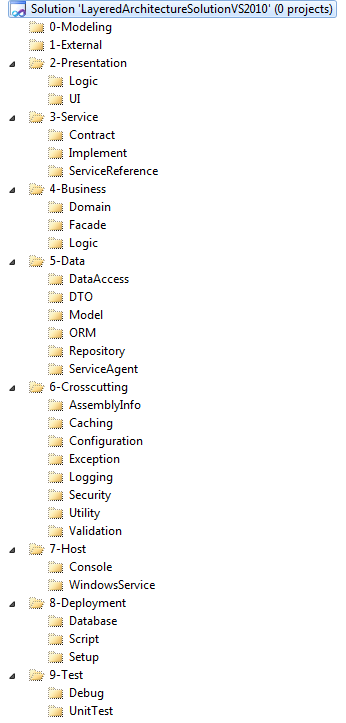 Solution 'LayeredArchitectureSolutionVS2010' (0 projects)
0-Modeling
1-External
2-Presentation
Logic
UI
3-Service
Contract
Implement
ServiceReference
4-Business
Domain
Facade
Logic
5-Data
DataAccess
DTO
Model
ORM
Repository
ServiceAgent
6-Crosscutting
AssemblyInfo
Caching
Configuration
Exception
Logging
Security
Utility
Validation
7-Host
Console
WindowsService
8-Deployment
Database
Script
Setup
9-Test
Debug
UnitTest